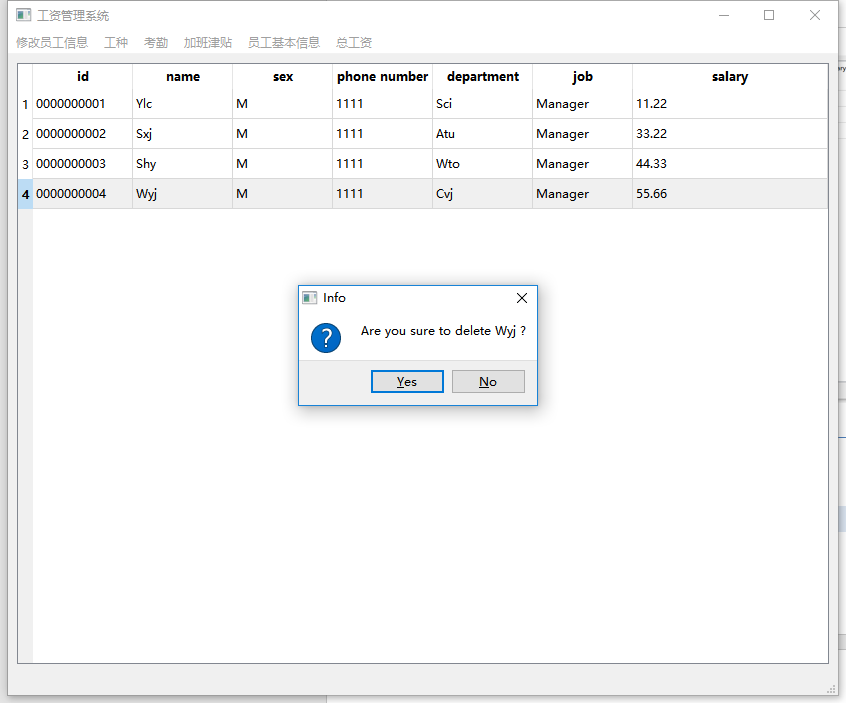 工资管理系统
修改员工信息 工种 考勤 加班津贴 员工基本信息 总工资
id name sex phone number department job salary
1 0000000001 Ylc M 1111 Sci Manager 11.22
2 0000000002 Sxj M 1111 Atu Manager 33.22
3 0000000003 Shy M 1111 Wto Manager 44.33
4 0000000004 Wyj M 1111 Cvj Manager 55.66
Info
Are you sure to delete Wyj ?
Yes No